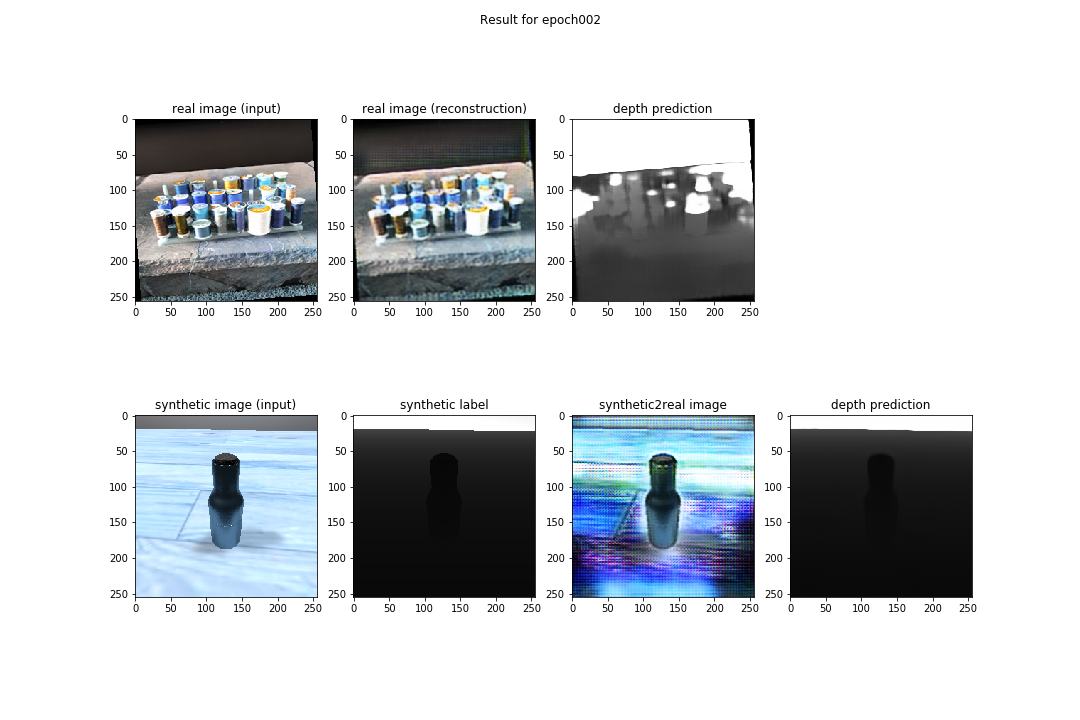 Result for epoch002
real image (input)
real image (reconstruction)
depth prediction
0
50
100
150
200
250
0 50 100 150 200 250
0
50
100
150
200
250
0 50 100 150 200 250
0
50
100
150
200
250
0 50 100 150 200 250
synthetic image (input)
synthetic label
synthetic2real image
depth prediction
0
50
100
150
200
250
0 50 100 150 200 250
0
50
100
150
200
250
0 50 100 150 200 250
0
50
100
150
200
250
0 50 100 150 200 250
0
50
100
150
200
250
0 50 100 150 200 250